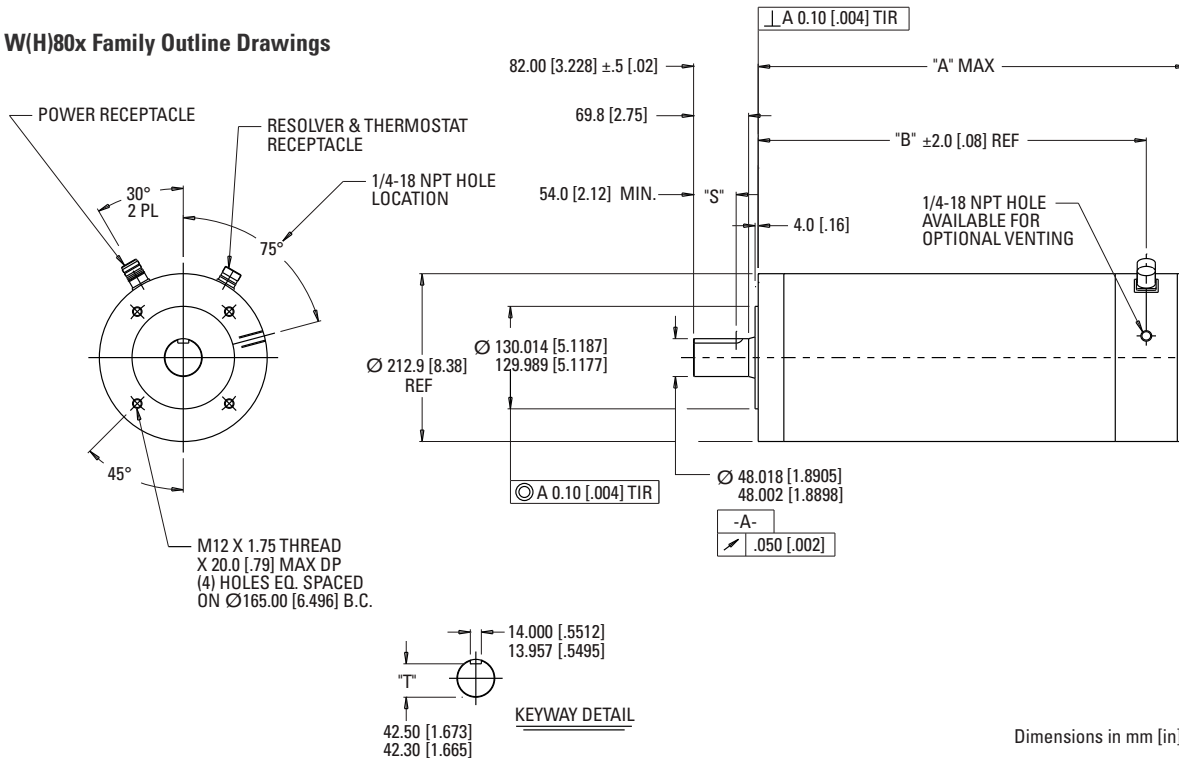 W(H)80x Family Outline Drawings
⊥ A 0.10 [.004] TIR
82.00 [3.228] ±.5 [.02]
"A" MAX
POWER RECEPTACLE
RESOLVER & THERMOSTAT
RECEPTACLE
69.8 [2.75]
"B" ±2.0 [.08] REF
30°
2 PL
1/4-18 NPT HOLE
LOCATION
54.0 [2.12] MIN.
"S"
1/4-18 NPT HOLE
AVAILABLE FOR
OPTIONAL VENTING
75°
4.0 [.16]
Ø 212.9 [8.38]
REF
Ø 130.014 [5.1187]
129.989 [5.1177]
45°
◎ A 0.10 [.004] TIR
Ø 48.018 [1.8905]
48.002 [1.8898]
-A-
↗ .050 [.002]
M12 X 1.75 THREAD
X 20.0 [.79] MAX DP
(4) HOLES EQ. SPACED
ON Ø165.00 [6.496] B.C.
14.000 [.5512]
13.957 [.5495]
"T"
42.50 [1.673]
42.30 [1.665]
KEYWAY DETAIL
Dimensions in mm [in]